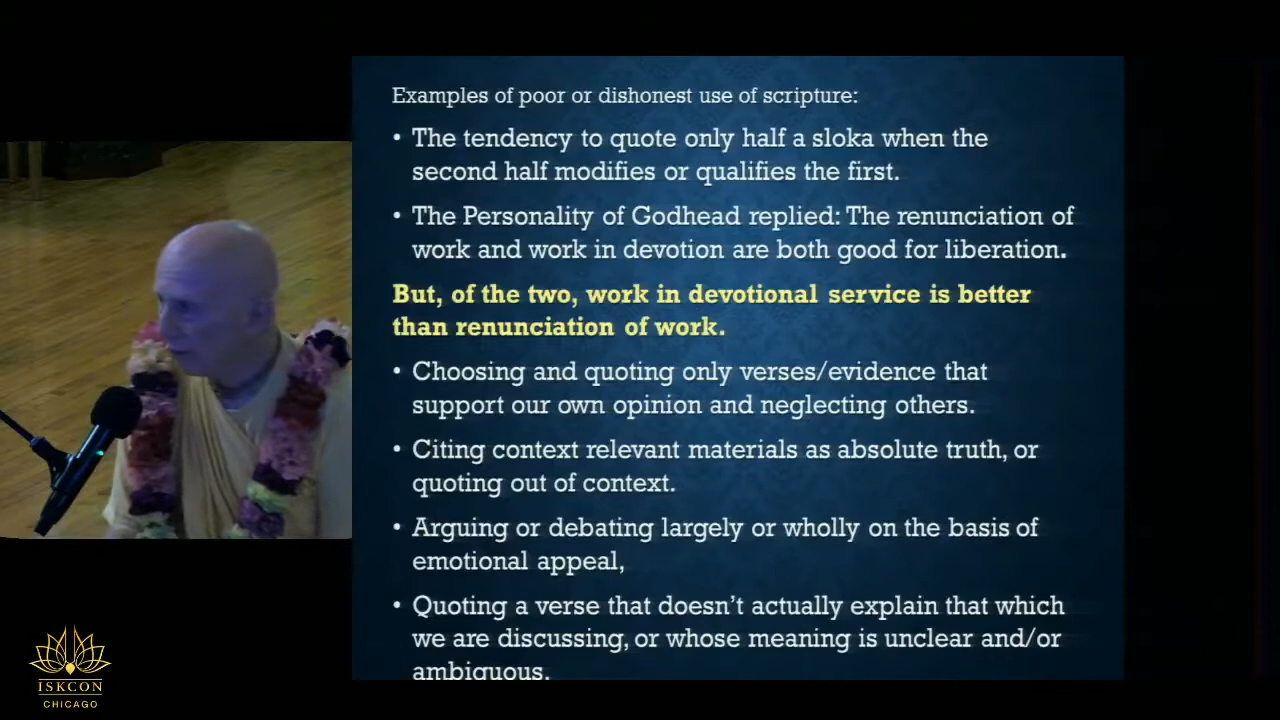 Examples of poor or dishonest use of scripture:
• The tendency to quote only half a sloka when the
second half modifies or qualifies the first.
• The Personality of Godhead replied: The renunciation of
work and work in devotion are both good for liberation.
But, of the two, work in devotional service is better
than renunciation of work.
• Choosing and quoting only verses/evidence that
support our own opinion and neglecting others.
• Citing context relevant materials as absolute truth, or
quoting out of context.
• Arguing or debating largely or wholly on the basis of
emotional appeal,
• Quoting a verse that doesn’t actually explain that which
we are discussing, or whose meaning is unclear and/or
ambiguous.
ISKCON
CHICAGO